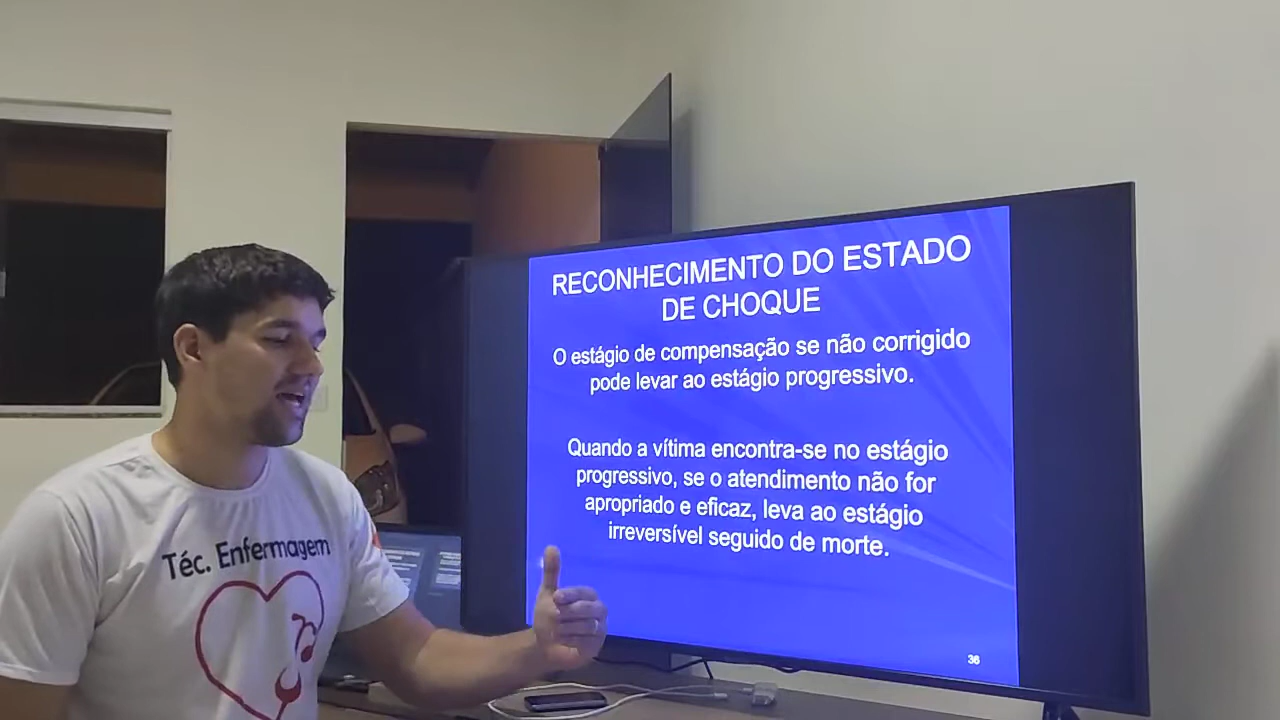 RECONHECIMENTO DO ESTADO
DE CHOQUE
O estágio de compensação se não corrigido
pode levar ao estágio progressivo.
Quando a vítima encontra-se no estágio
progressivo, se o atendimento não for
apropriado e eficaz, leva ao estágio
irreversível seguido de morte.
36
Téc. Enfermagem